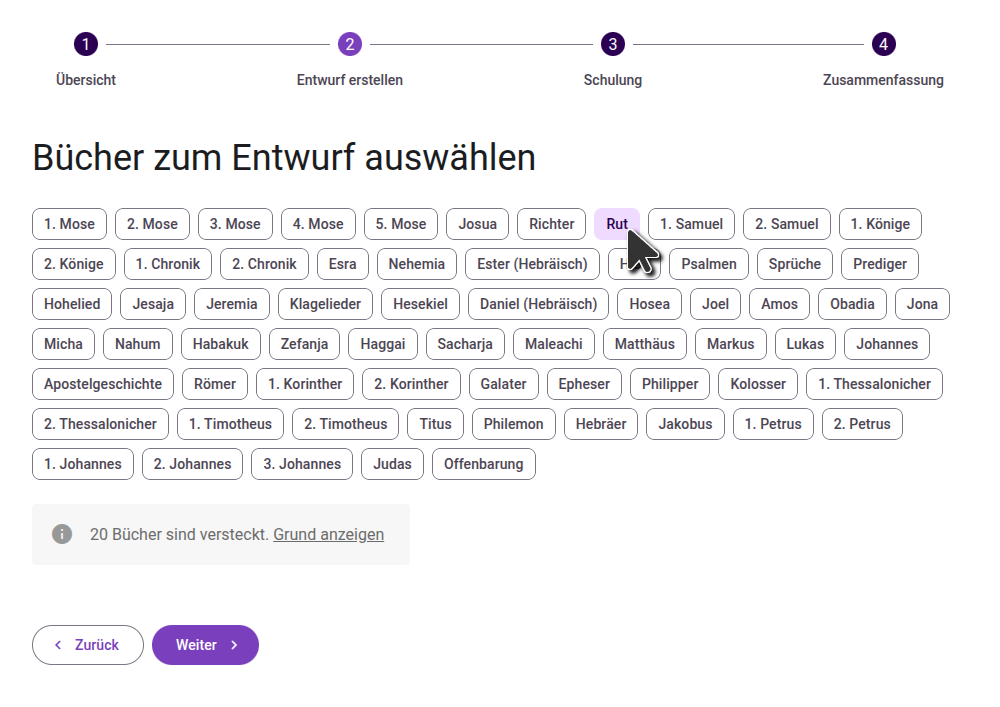 1 2 3 4
Übersicht Entwurf erstellen Schulung Zusammenfassung
Bücher zum Entwurf auswählen
1. Mose 2. Mose 3. Mose 4. Mose 5. Mose Josua Richter Rut 1. Samuel 2. Samuel 1. Könige
2. Könige 1. Chronik 2. Chronik Esra Nehemia Ester (Hebräisch) Psalmen Sprüche Prediger
Hohelied Jesaja Jeremia Klagelieder Hesekiel Daniel (Hebräisch) Hosea Joel Amos Obadia Jona
Micha Nahum Habakuk Zefanja Haggai Sacharja Maleachi Matthäus Markus Lukas Johannes
Apostelgeschichte Römer 1. Korinther 2. Korinther Galater Epheser Philipper Kolosser 1. Thessalonicher
2. Thessalonicher 1. Timotheus 2. Timotheus Titus Philemon Hebräer Jakobus 1. Petrus 2. Petrus
1. Johannes 2. Johannes 3. Johannes Judas Offenbarung
20 Bücher sind versteckt. Grund anzeigen
Zurück Weiter